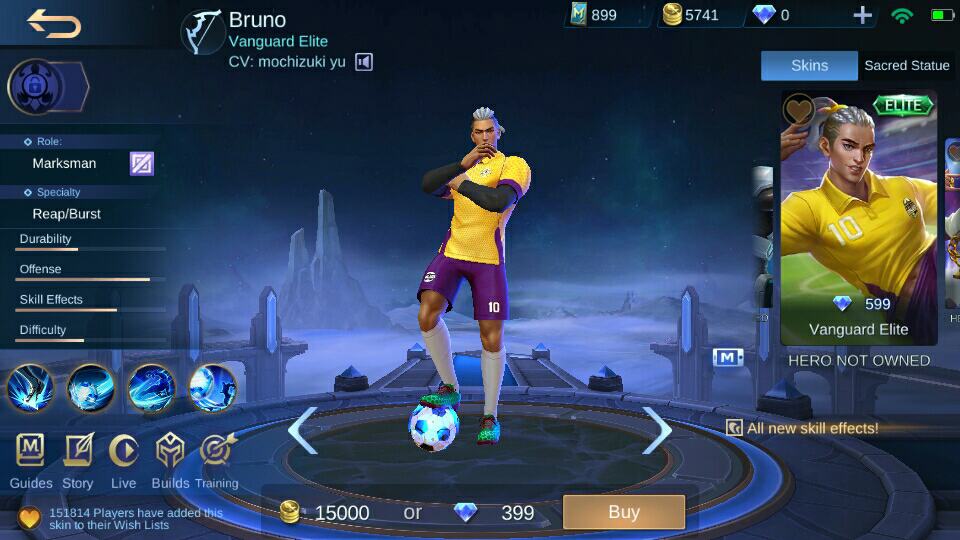 Bruno
Vanguard Elite
CV: mochizuki yu
899
5741
0
Skins
Sacred Statue
Role:
Marksman
Specialty
Reap/Burst
Durability
Offense
Skill Effects
Difficulty
ELITE
10
599
Vanguard Elite
HERO NOT OWNED
10
M
All new skill effects!
M
Guides Story Live Builds Training
151814 Players have added this
skin to their Wish Lists
15000 or 399 Buy